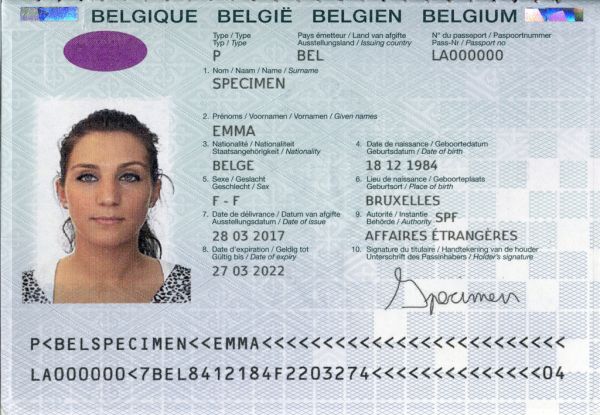 BELGIQUE BELGIË BELGIEN BELGIUM
Type / Type Pays émetteur / Land van afgifte N° du passeport / Paspoortnummer
Typ / Type Ausstellungsland / Issuing country Pass-Nr / Passport no
P BEL LA000000
1. Nom / Naam / Name / Surname
SPECIMEN
2. Prénoms / Voornamen / Vornamen / Given names
EMMA
3. Nationalité / Nationaliteit 4. Date de naissance / Geboortedatum
Staatsangehörigkeit / Nationality Geburtsdatum / Date of birth
BELGE 18 12 1984
5. Sexe / Geslacht 6. Lieu de naissance / Geboorteplaats
Geschlecht / Sex Geburtsort / Place of birth
F - F BRUXELLES
7. Date de délivrance / Datum van afgifte 9. Autorité / Instantie
Ausstellungsdatum / Date of issue Behörde / Authority SPF
28 03 2017 AFFAIRES ÉTRANGÈRES
8. Date d'expiration / Geldig tot 10. Signature du titulaire / Handtekening van de houder
Gültig bis / Date of expiry Unterschrift des Passinhabers / Holder's signature
27 03 2022
Specimen
P<BELSPECIMEN<<EMMA<<<<<<<<<<<<<<<<<<<<<<<<<
LA000000<7BEL8412184F2203274<<<<<<<<<<<<<<04